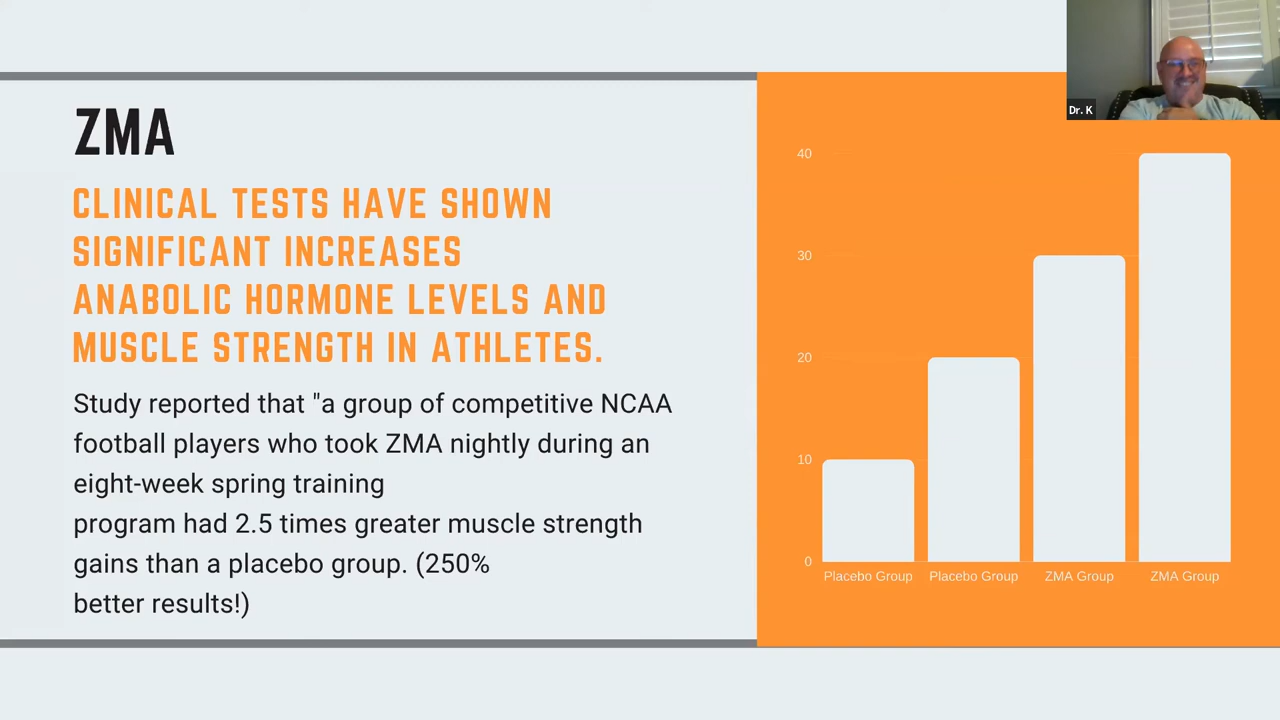 ZMA
CLINICAL TESTS HAVE SHOWN
SIGNIFICANT INCREASES
ANABOLIC HORMONE LEVELS AND
MUSCLE STRENGTH IN ATHLETES.
Study reported that "a group of competitive NCAA
football players who took ZMA nightly during an
eight-week spring training
program had 2.5 times greater muscle strength
gains than a placebo group. (250%
better results!)
Dr. K
40
30
20
10
0
Placebo Group Placebo Group ZMA Group ZMA Group